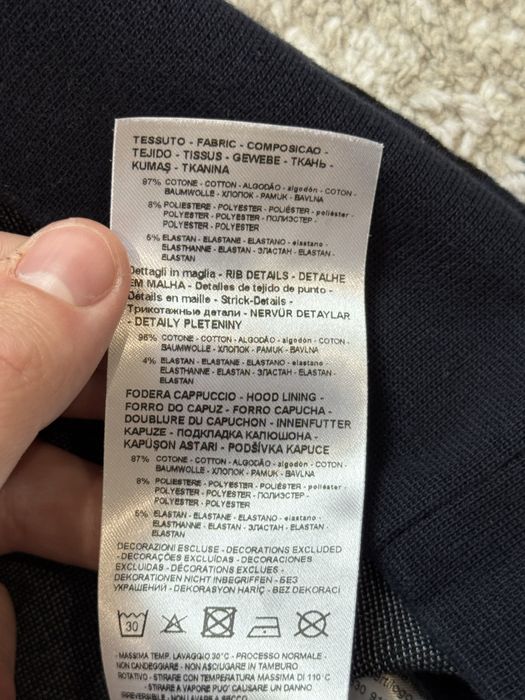 TESSUTO - FABRIC - COMPOSICAO -
TEJIDO - TISSUS - GEWEBE - ТКАНЬ -
KUMAŞ - TKANINA
87% COTONE - COTTON - ALGODÃO - algodón - COTON -
BAUMWOLLE - ХЛОПОК - PAMUK - BAVLNA
8% POLIESTERE - POLYESTER - POLIÉSTER - poliéster -
POLYESTER - POLYESTER - ПОЛИЭСТЕР -
POLYESTER - POLYESTER
5% ELASTAN - ELASTANE - ELASTANO - elastano -
ELASTHANNE - ELASTAN - ЭЛАСТАН - ELASTAN -
ELASTAN
Dettagli in maglia - RIB DETAILS - DETALHE
EM MALHA - Detalles de tejido de punto -
Détails en maille - Strick-Details -
Трикотажные детали - NERVÜR DETAYLAR
- DETAILY PLETENINY
96% COTONE - COTTON - ALGODÃO - algodón - COTON -
BAUMWOLLE - ХЛОПОК - PAMUK - BAVLNA
4% ELASTAN - ELASTANE - ELASTANO - elastano -
ELASTHANNE - ELASTAN - ЭЛАСТАН - ELASTAN -
ELASTAN
FODERA CAPPUCCIO - HOOD LINING -
FORRO DO CAPUZ - FORRO CAPUCHA -
DOUBLURE DU CAPUCHON - INNENFUTTER
KAPUZE - ПОДКЛАДКА КАПЮШОНА -
KAPÜŞON ASTARI - PODŠÍVKA KAPUCE
87% COTONE - COTTON - ALGODÃO - algodón - COTON -
BAUMWOLLE - ХЛОПОК - PAMUK - BAVLNA
8% POLIESTERE - POLYESTER - POLIÉSTER - poliéster -
POLYESTER - POLYESTER - ПОЛИЭСТЕР -
POLYESTER - POLYESTER
5% ELASTAN - ELASTANE - ELASTANO - elastano -
ELASTHANNE - ELASTAN - ЭЛАСТАН - ELASTAN -
ELASTAN
DECORAZIONI ESCLUSE - DECORATIONS EXCLUDED
- DECORAÇÕES EXCLUÍDAS - DECORACIONES
EXCLUIDAS - DÉCORATIONS EXCLUES -
DEKORATIONEN NICHT INBEGRIFFEN - БЕЗ
УКРАШЕНИЙ - DEKORASYON HARİÇ - BEZ DEKORACÍ
30
- MASSIMA TEMP. LAVAGGIO 30°C - PROCESSO NORMALE -
NON CANDEGGIARE - NON ASCIUGARE IN TAMBURO
ROTATIVO - STIRARE CON TEMPERATURA MASSIMA DI 110°C
- STIRARE A VAPORE PUO' CAUSARE UN DANNO
IRREVERSIBILE - NON LAVARE A SECCO